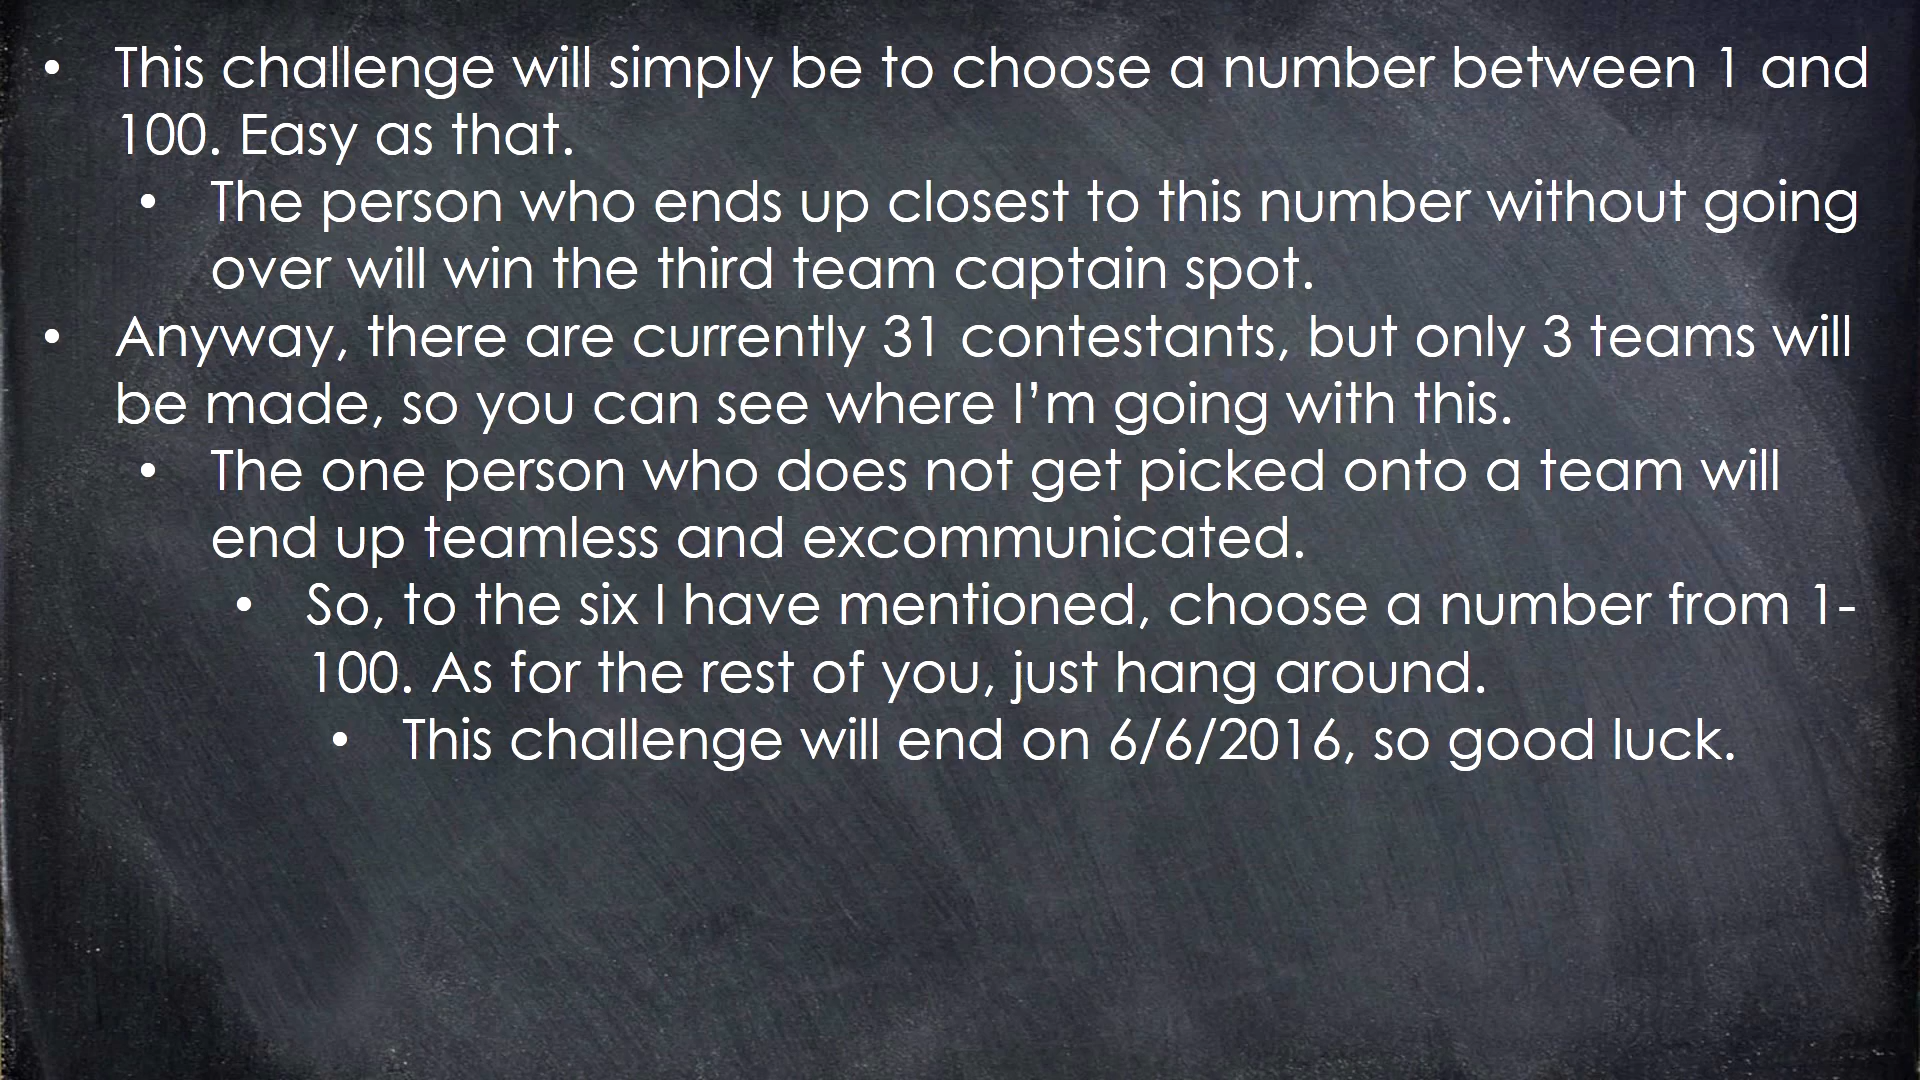 • This challenge will simply be to choose a number between 1 and
100. Easy as that.
• The person who ends up closest to this number without going
over will win the third team captain spot.
• Anyway, there are currently 31 contestants, but only 3 teams will
be made, so you can see where I’m going with this.
• The one person who does not get picked onto a team will
end up teamless and excommunicated.
• So, to the six I have mentioned, choose a number from 1-
100. As for the rest of you, just hang around.
• This challenge will end on 6/6/2016, so good luck.